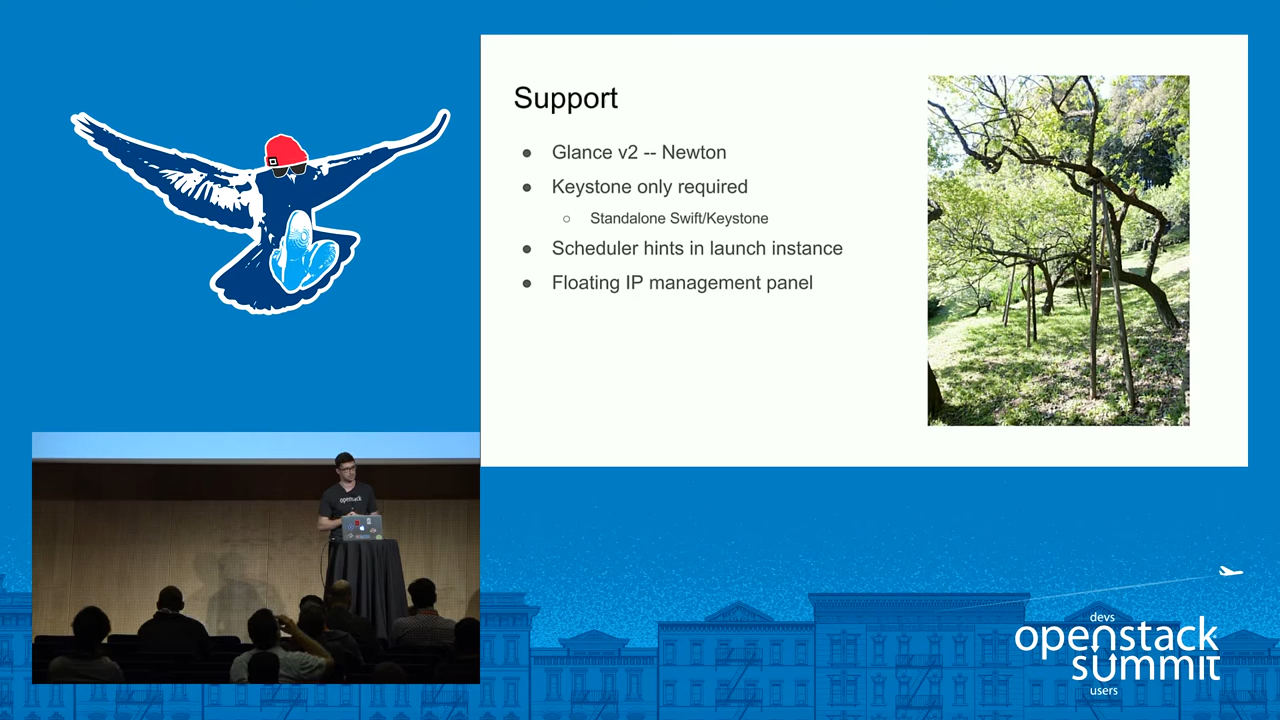 Support
● Glance v2 -- Newton
● Keystone only required
○ Standalone Swift/Keystone
● Scheduler hints in launch instance
● Floating IP management panel
openstack
devs
openstack
summit
users